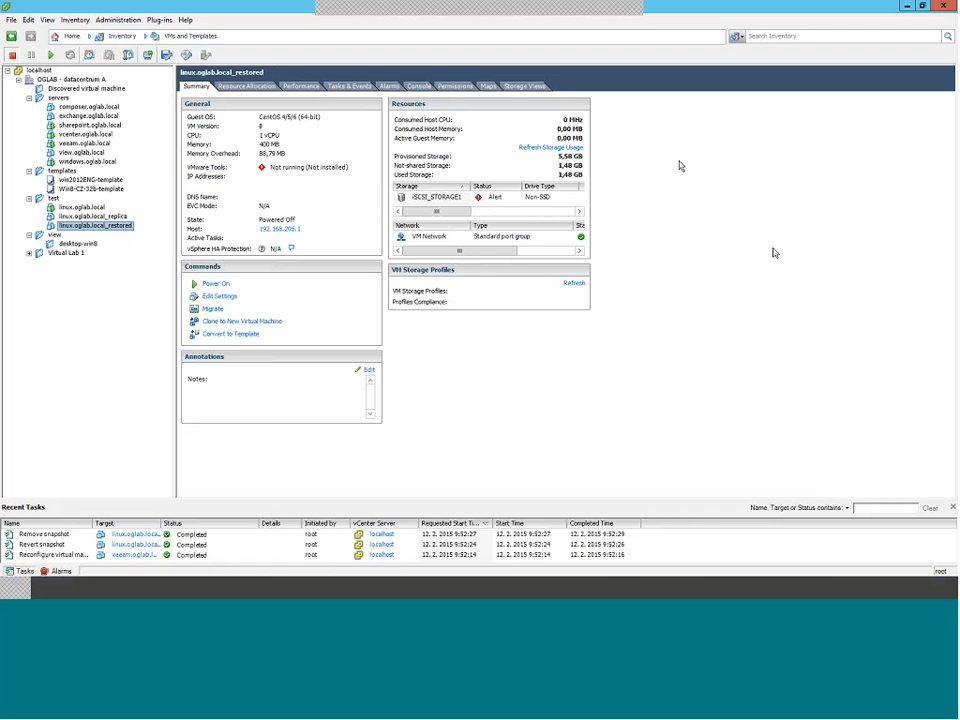 File Edit View Inventory Administration Plug-ins Help
Home Inventory VMs and Templates
Search Inventory
localhost
OGLAB - datacentrum A
Discovered virtual machine
servers
composer.oglab.local
exchange.oglab.local
sharepoint.oglab.local
vcenter.oglab.local
veeam.oglab.local
view.oglab.local
windows.oglab.local
templates
win2012ENG-template
Win8-CZ-32b-template
test
linux.oglab.local
linux.oglab.local_replica
linux.oglab.local_restored
view
desktop-win8
Virtual Lab 1
linux.oglab.local_restored
Summary Resource Allocation Performance Tasks & Events Alarms Console Permissions Maps Storage Views
General
Guest OS: CentOS 4/5/6 (64-bit)
VM Version: 8
CPU: 1 vCPU
Memory: 400 MB
Memory Overhead: 88,79 MB
VMware Tools: Not running (Not installed)
IP Addresses:
DNS Name:
EVC Mode: N/A
State: Powered Off
Host: 192.168.205.1
Active Tasks:
vSphere HA Protection: N/A
Commands
Power On
Edit Settings
Migrate
Clone to New Virtual Machine
Convert to Template
Annotations
Edit
Notes:
Resources
Consumed Host CPU: 0 MHz
Consumed Host Memory: 0,00 MB
Active Guest Memory: 0,00 MB
Refresh Storage Usage
Provisioned Storage: 5,58 GB
Not-shared Storage: 1,48 GB
Used Storage: 1,48 GB
Storage Status Drive Type
iSCSI_STORAGE1 Alert Non-SSD
Network Type Sta
VM Network Standard port group
VM Storage Profiles
Refresh
VM Storage Profiles:
Profiles Compliance:
Recent Tasks
Name, Target or Status contains: Clear
Name Target Status Details Initiated by vCenter Server Requested Start Ti... Start Time Completed Time
Remove snapshot linux.oglab.loca... Completed root localhost 12. 2. 2015 9:52:27 12. 2. 2015 9:52:27 12. 2. 2015 9:52:29
Revert snapshot linux.oglab.loca... Completed root localhost 12. 2. 2015 9:52:24 12. 2. 2015 9:52:24 12. 2. 2015 9:52:26
Reconfigure virtual ma... veeam.oglab.l... Completed root localhost 12. 2. 2015 9:52:14 12. 2. 2015 9:52:14 12. 2. 2015 9:52:16
Tasks Alarms root